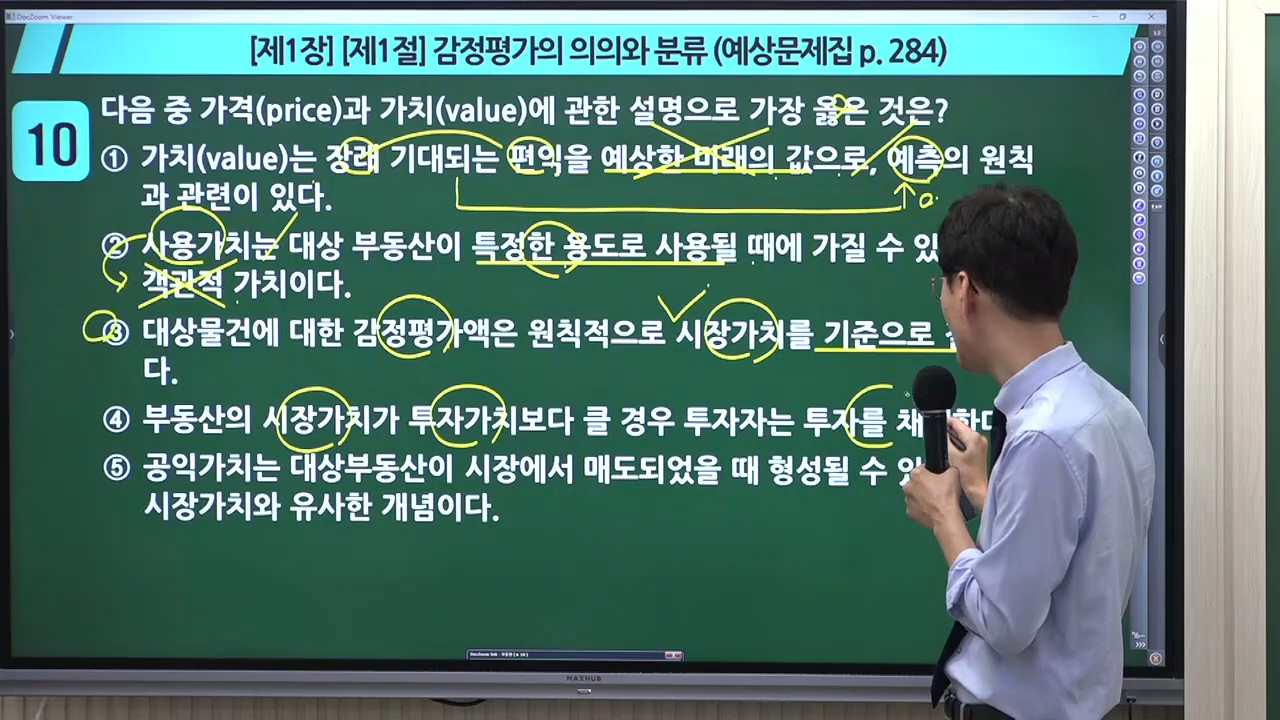 DocZoom Viewer
[제1장] [제1절] 감정평가의 의의와 분류 (예상문제집 p. 284)
10
다음 중 가격(price)과 가치(value)에 관한 설명으로 가장 옳은 것은?
① 가치(value)는 장래 기대되는 편익을 예상한 미래의 값으로, 예측의 원칙
과 관련이 있다.
② 사용가치는 대상 부동산이 특정한 용도로 사용될 때에 가질 수 있
객관적 가치이다.
③ 대상물건에 대한 감정평가액은 원칙적으로 시장가치를 기준으로
다.
④ 부동산의 시장가치가 투자가치보다 클 경우 투자자는 투자를 채
⑤ 공익가치는 대상부동산이 시장에서 매도되었을 때 형성될 수 있
시장가치와 유사한 개념이다.
MAXHUB